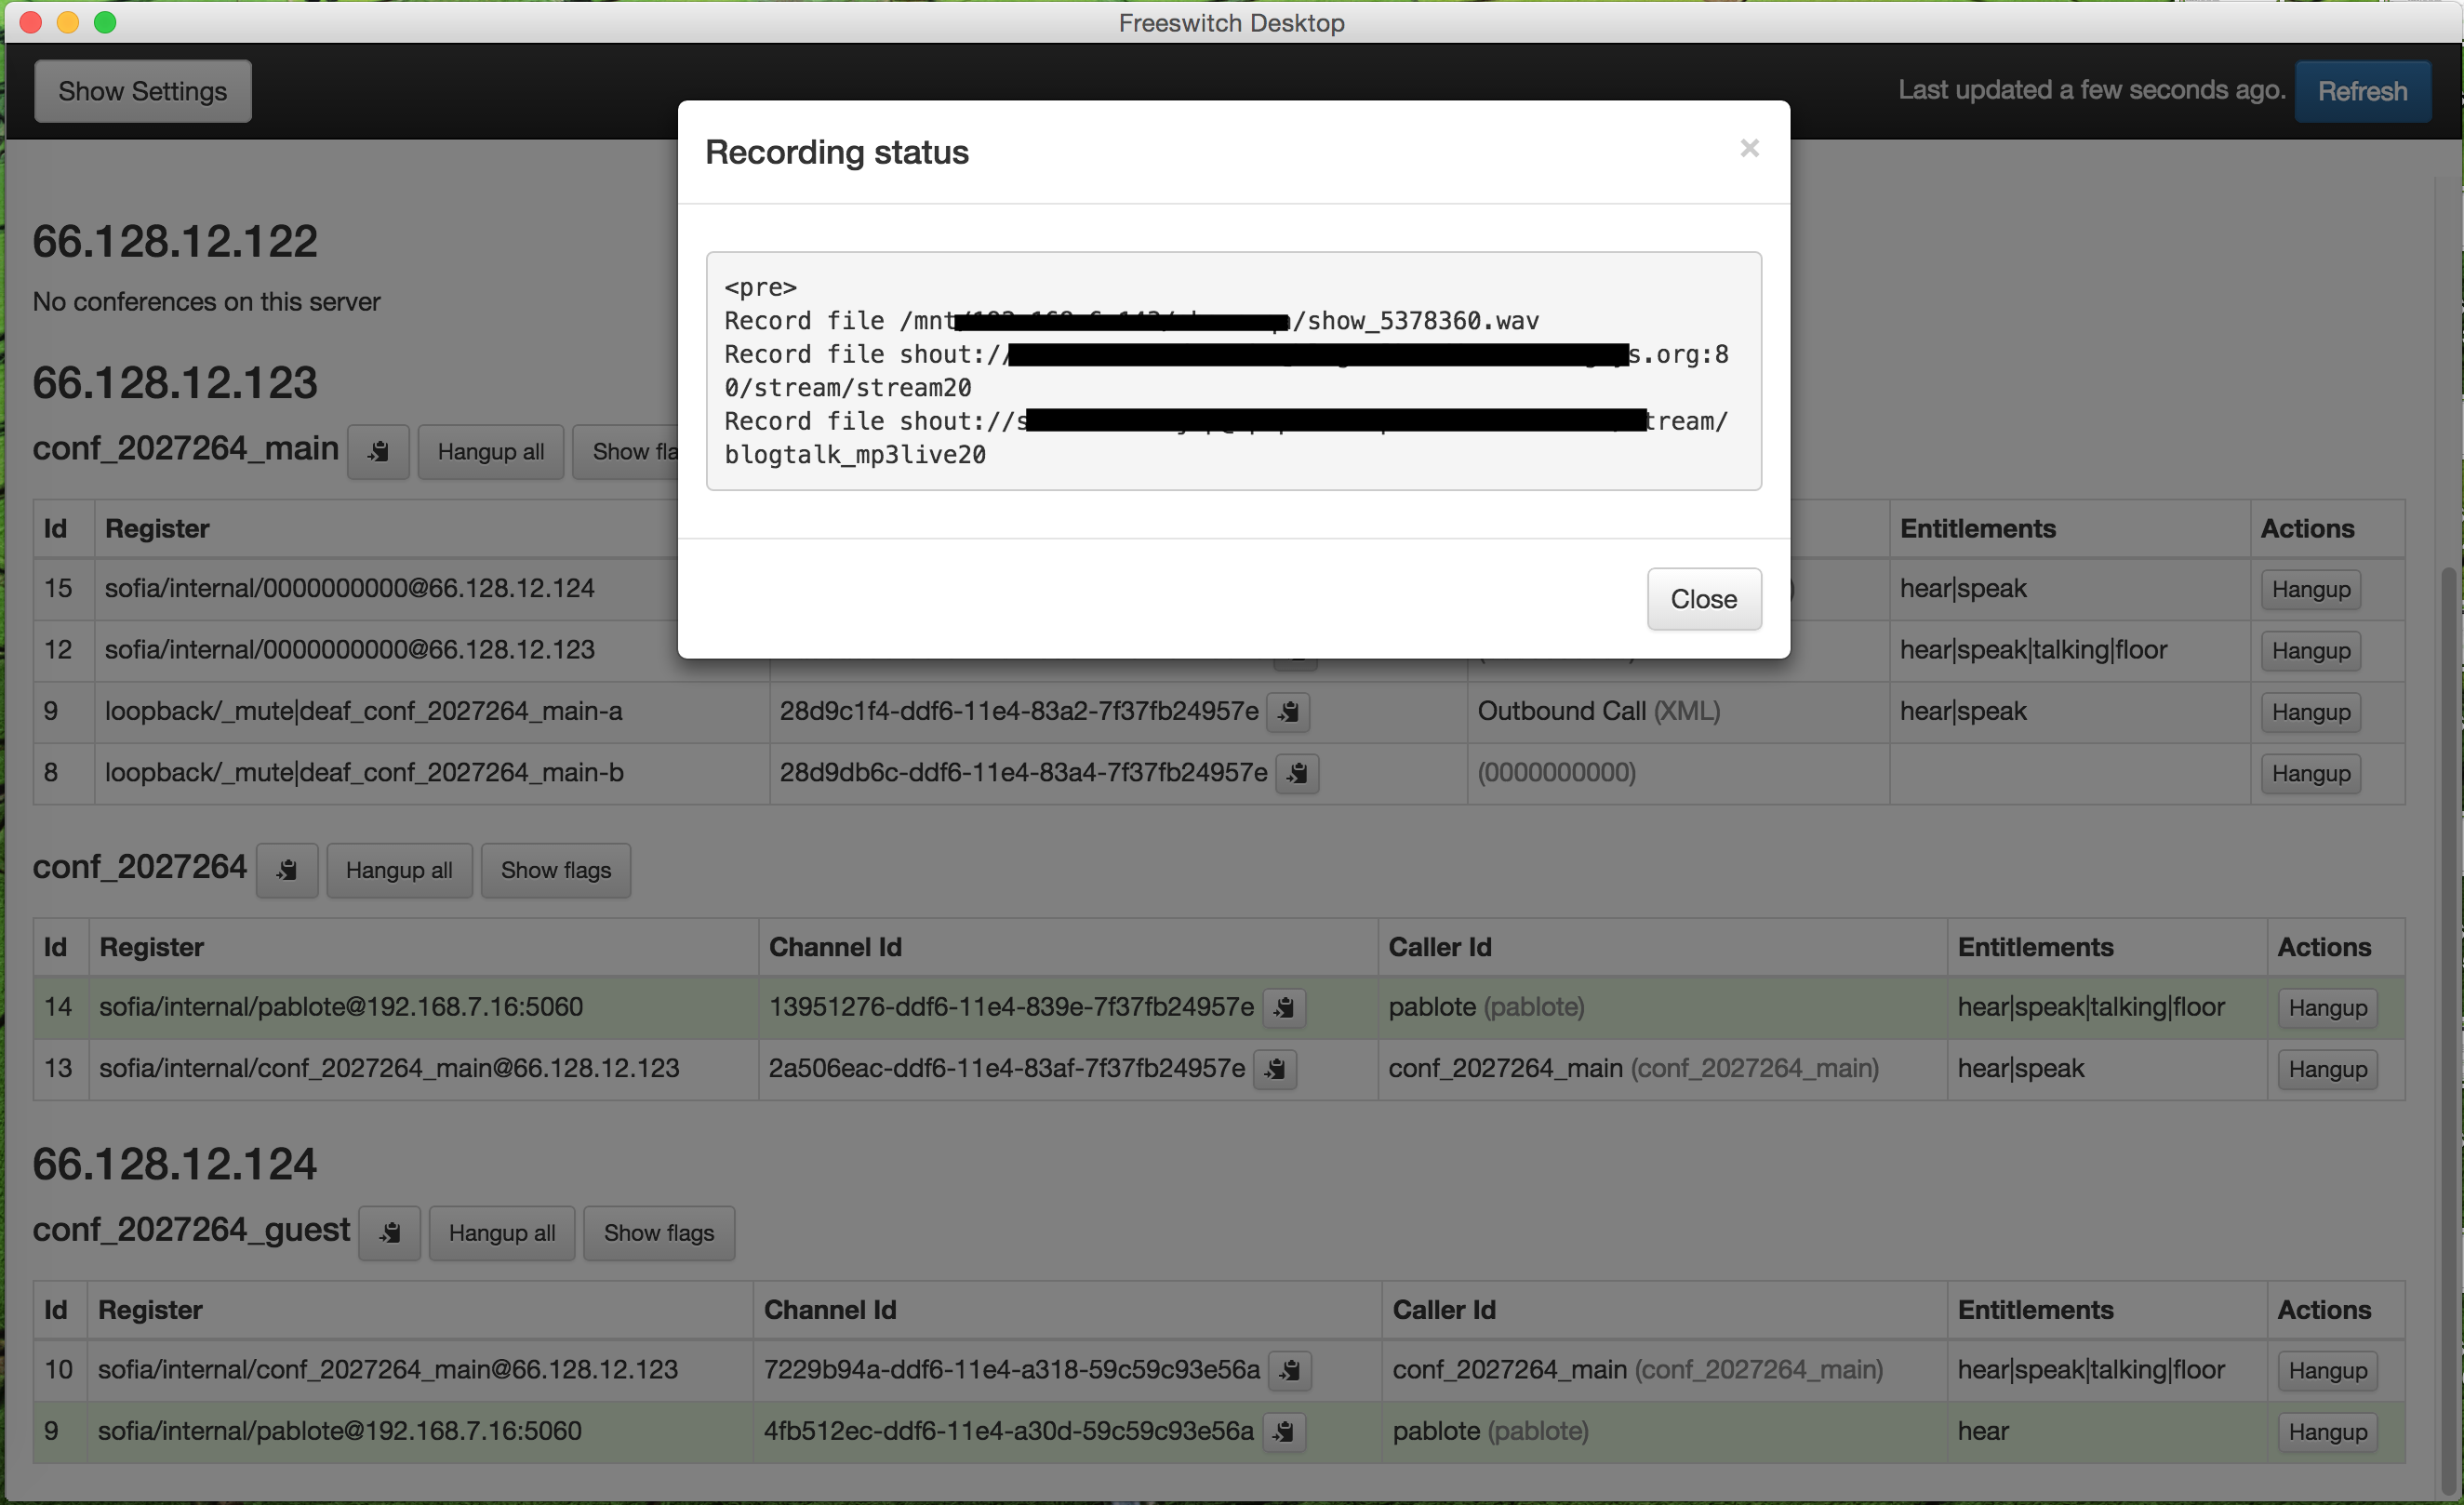 Freeswitch Desktop
Show Settings
Last updated a few seconds ago. Refresh
Recording status ×
<pre>
Record file /mnt /show_5378360.wav
Record file shout:// s.org:8
0/stream/stream20
Record file shout://s tream/
blogtalk_mp3live20
Close
66.128.12.122
No conferences on this server
66.128.12.123
conf_2027264_main Hangup all Show fla
Id Register Entitlements Actions
15 sofia/internal/0000000000@66.128.12.124 ) hear|speak Hangup
12 sofia/internal/0000000000@66.128.12.123 hear|speak|talking|floor Hangup
9 loopback/_mute|deaf_conf_2027264_main-a 28d9c1f4-ddf6-11e4-83a2-7f37fb24957e Outbound Call (XML) hear|speak Hangup
8 loopback/_mute|deaf_conf_2027264_main-b 28d9db6c-ddf6-11e4-83a4-7f37fb24957e (0000000000) Hangup
conf_2027264 Hangup all Show flags
Id Register Channel Id Caller Id Entitlements Actions
14 sofia/internal/pablote@192.168.7.16:5060 13951276-ddf6-11e4-839e-7f37fb24957e pablote (pablote) hear|speak|talking|floor Hangup
13 sofia/internal/conf_2027264_main@66.128.12.123 2a506eac-ddf6-11e4-83af-7f37fb24957e conf_2027264_main (conf_2027264_main) hear|speak Hangup
66.128.12.124
conf_2027264_guest Hangup all Show flags
Id Register Channel Id Caller Id Entitlements Actions
10 sofia/internal/conf_2027264_main@66.128.12.123 7229b94a-ddf6-11e4-a318-59c59c93e56a conf_2027264_main (conf_2027264_main) hear|speak|talking|floor Hangup
9 sofia/internal/pablote@192.168.7.16:5060 4fb512ec-ddf6-11e4-a30d-59c59c93e56a pablote (pablote) hear Hangup